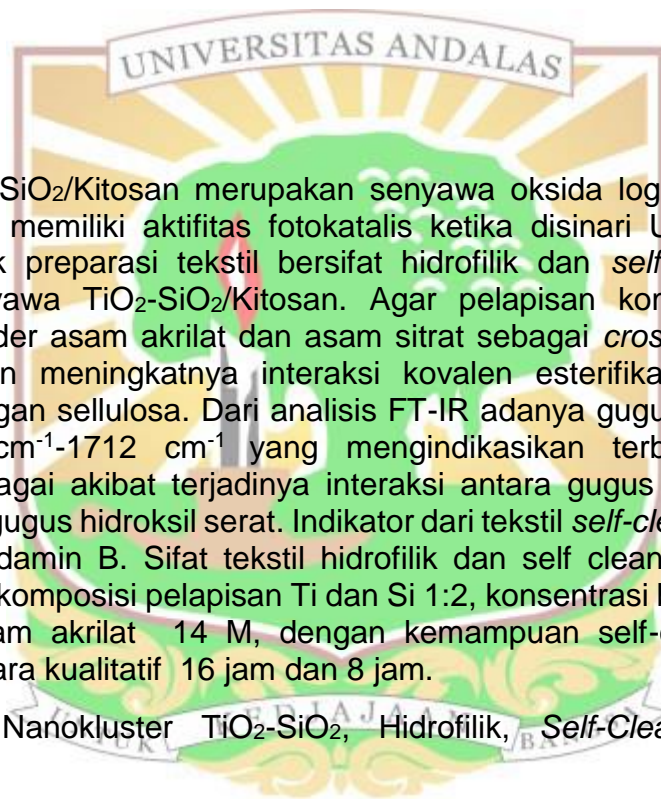 UNIVERSITAS ANDALAS
SiO₂/Kitosan merupakan senyawa oksida log
memiliki aktifitas fotokatalis ketika disinari U
k preparasi tekstil bersifat hidrofilik dan self
yawa TiO₂-SiO₂/Kitosan. Agar pelapisan kom
der asam akrilat dan asam sitrat sebagai cros
n meningkatnya interaksi kovalen esterifika
gan sellulosa. Dari analisis FT-IR adanya gugu
cm⁻¹-1712 cm⁻¹ yang mengindikasikan terb
agai akibat terjadinya interaksi antara gugus
gugus hidroksil serat. Indikator dari tekstil self-cle
damin B. Sifat tekstil hidrofilik dan self clean
komposisi pelapisan Ti dan Si 1:2, konsentrasi
am akrilat 14 M, dengan kemampuan self-
ara kualitatif 16 jam dan 8 jam.
Nanokluster TiO₂-SiO₂, Hidrofilik, Self-Clea
UNTUK KEDJAJAAN BANGSA